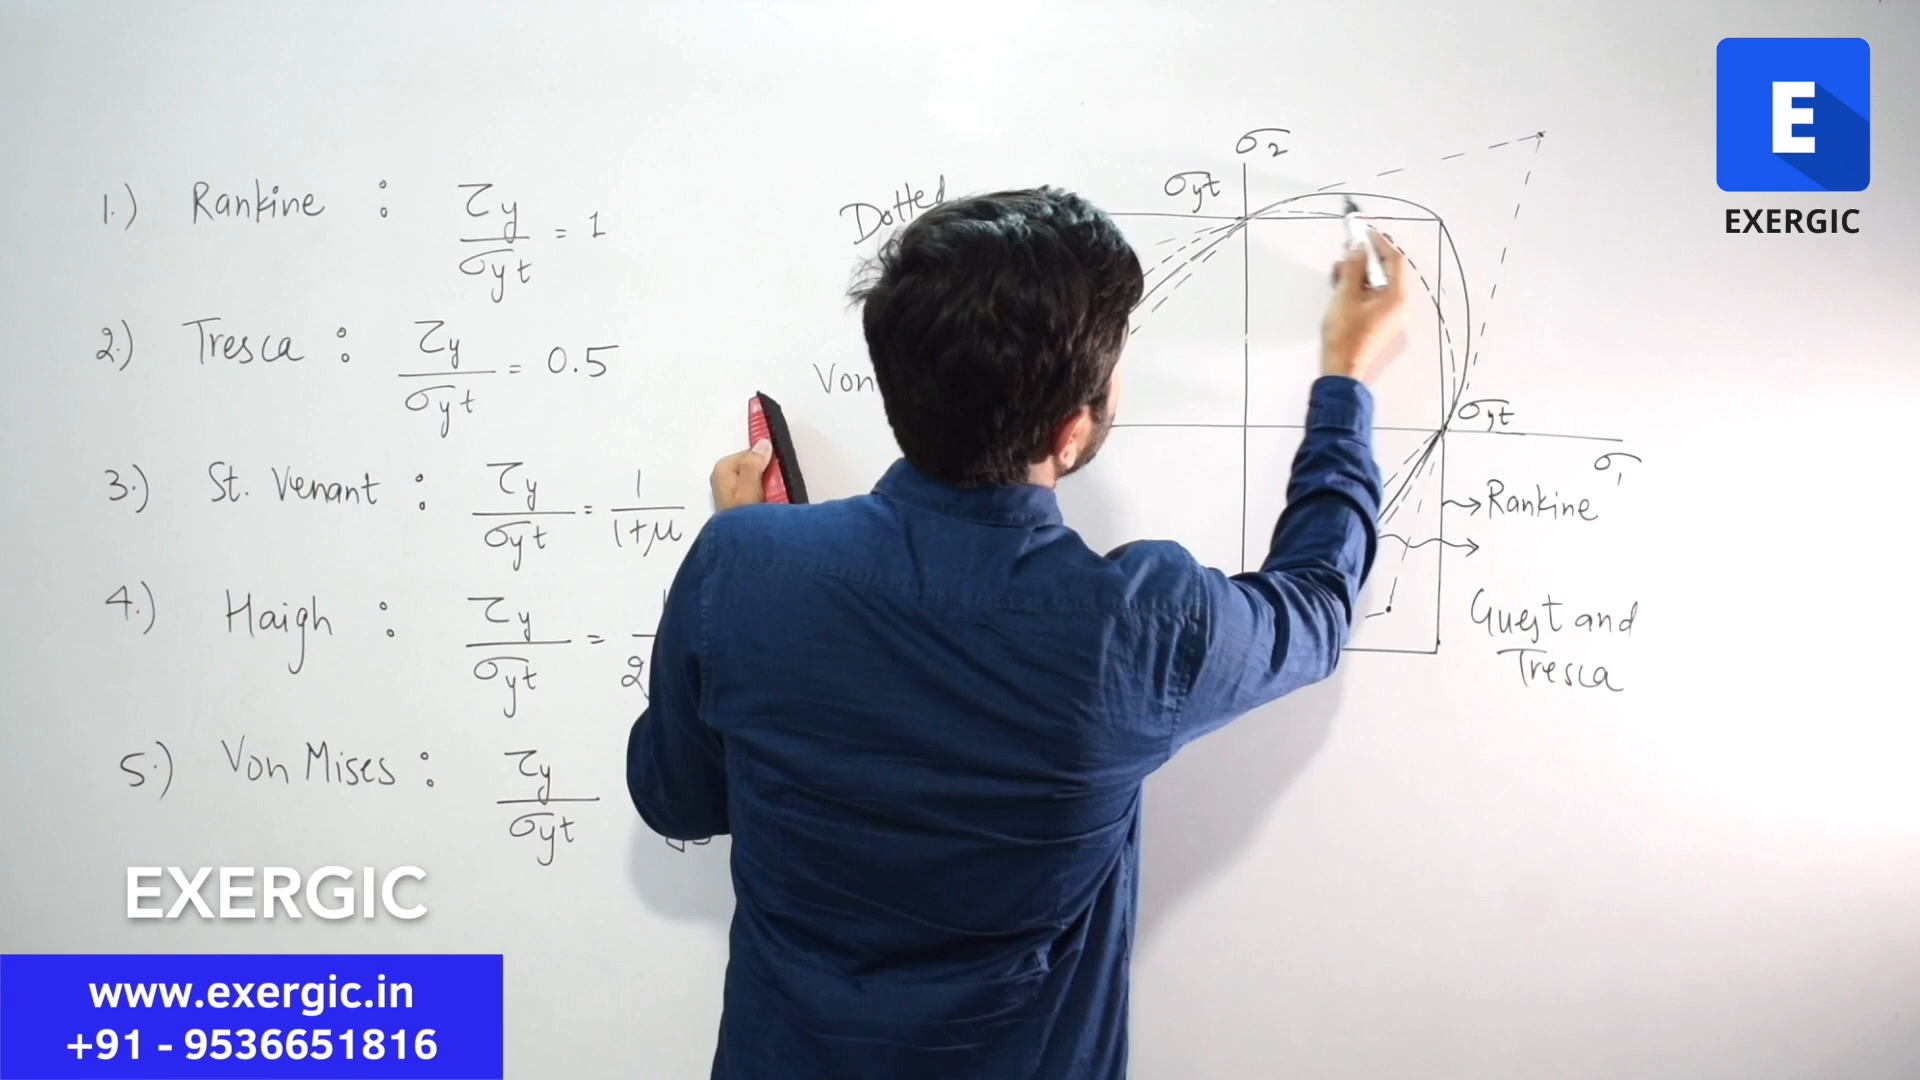 1.) Rankine : τy/σyt = 1
2.) Tresca : τy/σyt = 0.5
3.) St. Venant : τy/σyt = 1/1+μ
4.) Haigh : τy/σyt =
5.) Von Mises : τy/σyt
Dotted
Von
σ2
σyt
σyt
σ1
Rankine
Guest and
Tresca
E
EXERGIC
EXERGIC
www.exergic.in
+91 - 9536651816